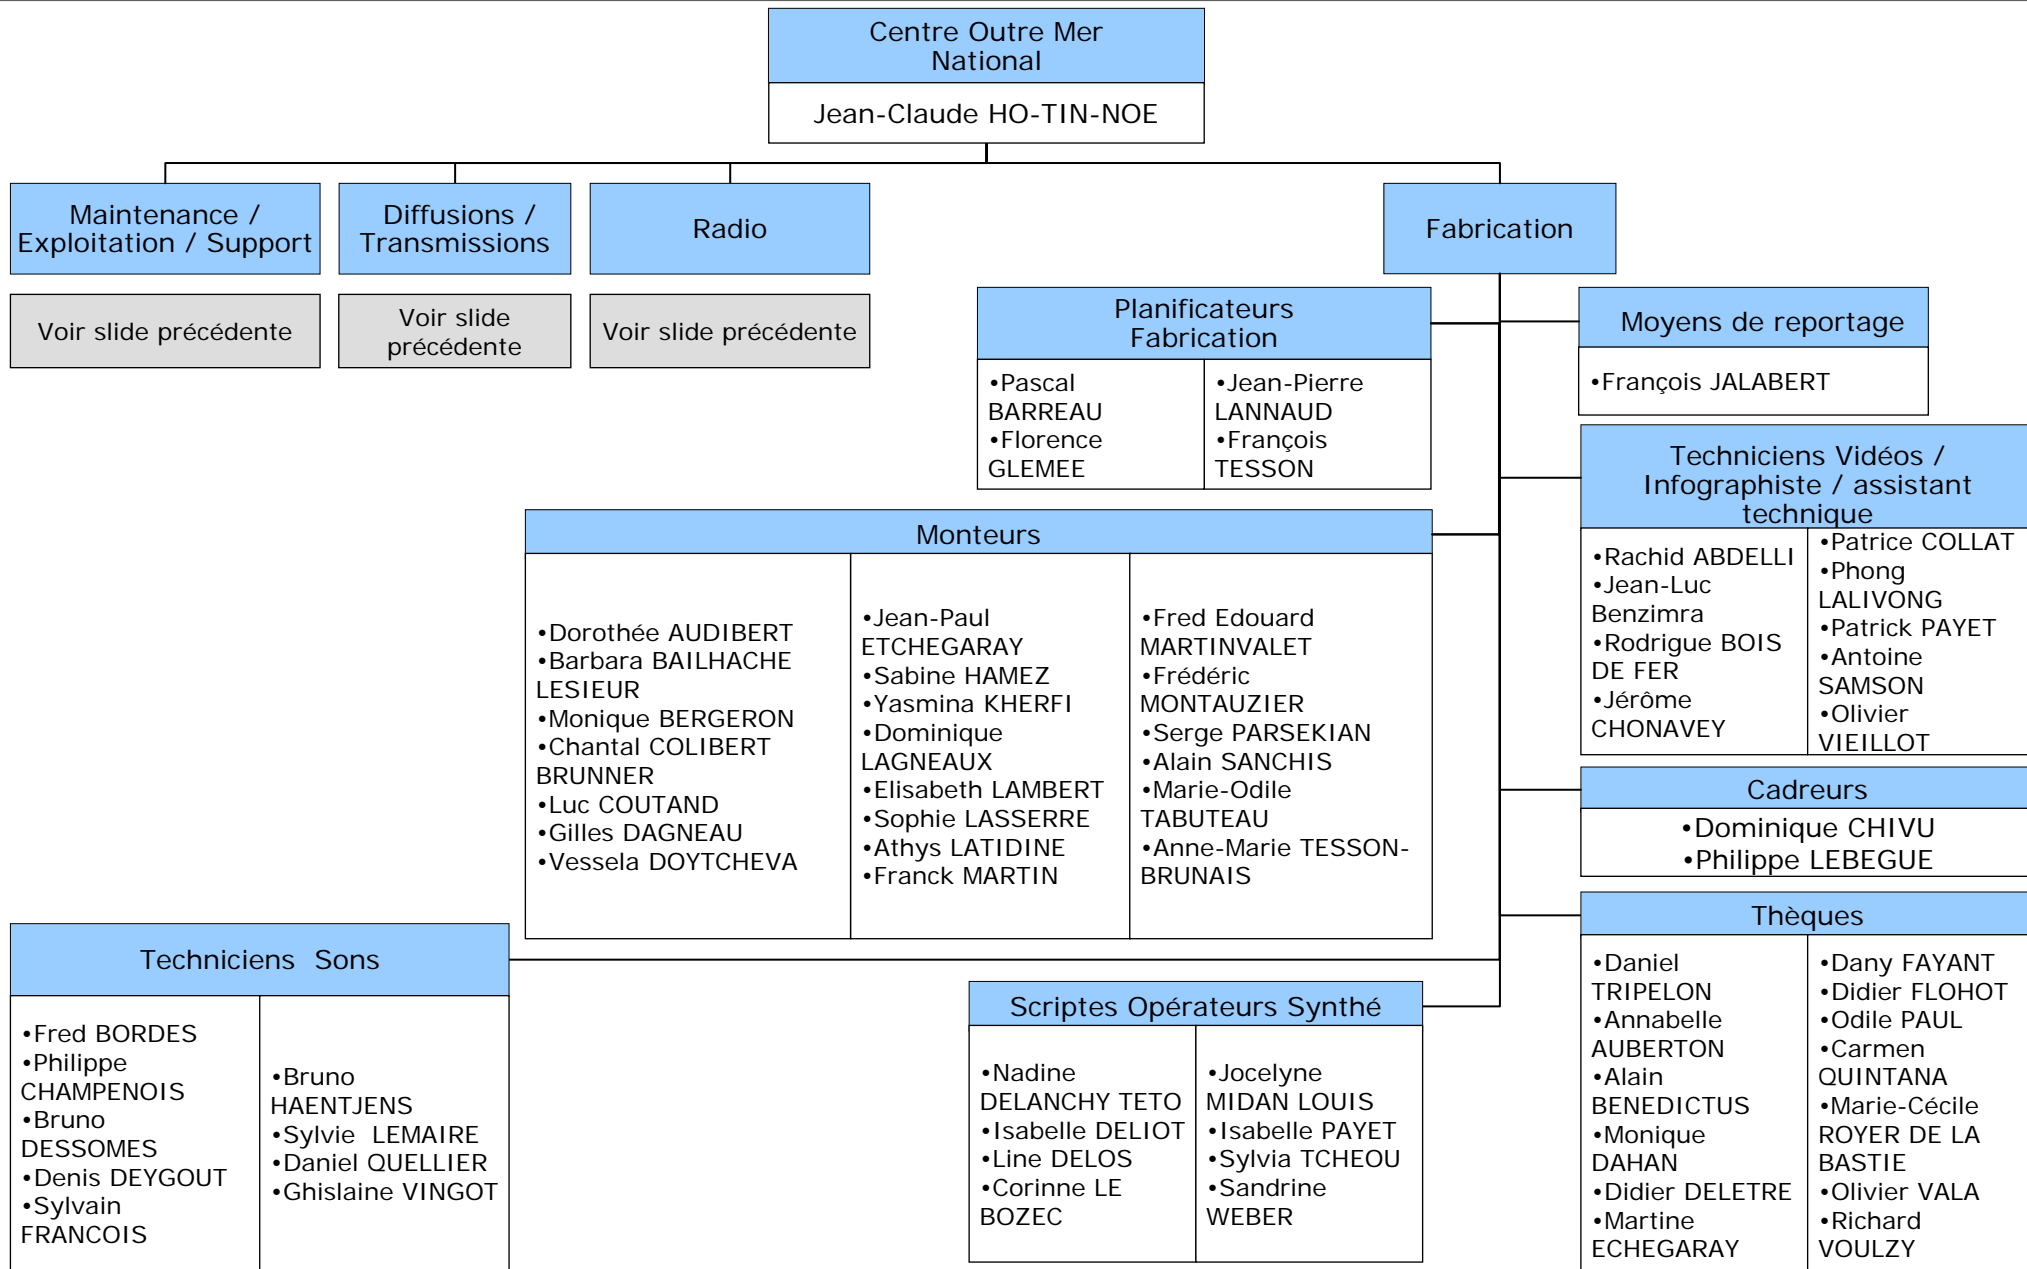 Centre Outre Mer
National
Jean-Claude HO-TIN-NOE
Maintenance /
Exploitation / Support
Diffusions /
Transmissions
Radio
Fabrication
Voir slide précédente
Voir slide
précédente
Voir slide précédente
Planificateurs
Fabrication
•Pascal
BARREAU
•Florence
GLEMEE
•Jean-Pierre
LANNAUD
•François
TESSON
Moyens de reportage
•François JALABERT
Techniciens Vidéos /
Infographiste / assistant
technique
•Rachid ABDELLI
•Jean-Luc
Benzimra
•Rodrigue BOIS
DE FER
•Jérôme
CHONAVEY
•Patrice COLLAT
•Phong
LALIVONG
•Patrick PAYET
•Antoine
SAMSON
•Olivier
VIEILLOT
Monteurs
•Dorothée AUDIBERT
•Barbara BAILHACHE
LESIEUR
•Monique BERGERON
•Chantal COLIBERT
BRUNNER
•Luc COUTAND
•Gilles DAGNEAU
•Vessela DOYTCHEVA
•Jean-Paul
ETCHEGARAY
•Sabine HAMEZ
•Yasmina KHERFI
•Dominique
LAGNEAUX
•Elisabeth LAMBERT
•Sophie LASSERRE
•Athys LATIDINE
•Franck MARTIN
•Fred Edouard
MARTINVALET
•Frédéric
MONTAUZIER
•Serge PARSEKIAN
•Alain SANCHIS
•Marie-Odile
TABUTEAU
•Anne-Marie TESSON-
BRUNAIS
Cadreurs
•Dominique CHIVU
•Philippe LEBEGUE
Thèques
•Daniel
TRIPELON
•Annabelle
AUBERTON
•Alain
BENEDICTUS
•Monique
DAHAN
•Didier DELETRE
•Martine
ECHEGARAY
•Dany FAYANT
•Didier FLOHOT
•Odile PAUL
•Carmen
QUINTANA
•Marie-Cécile
ROYER DE LA
BASTIE
•Olivier VALA
•Richard
VOULZY
Techniciens  Sons
•Fred BORDES
•Philippe
CHAMPENOIS
•Bruno
DESSOMES
•Denis DEYGOUT
•Sylvain
FRANCOIS
•Bruno
HAENTJENS
•Sylvie  LEMAIRE
•Daniel QUELLIER
•Ghislaine VINGOT
Scriptes Opérateurs Synthé
•Nadine
DELANCHY TETO
•Isabelle DELIOT
•Line DELOS
•Corinne LE
BOZEC
•Jocelyne
MIDAN LOUIS
•Isabelle PAYET
•Sylvia TCHEOU
•Sandrine
WEBER